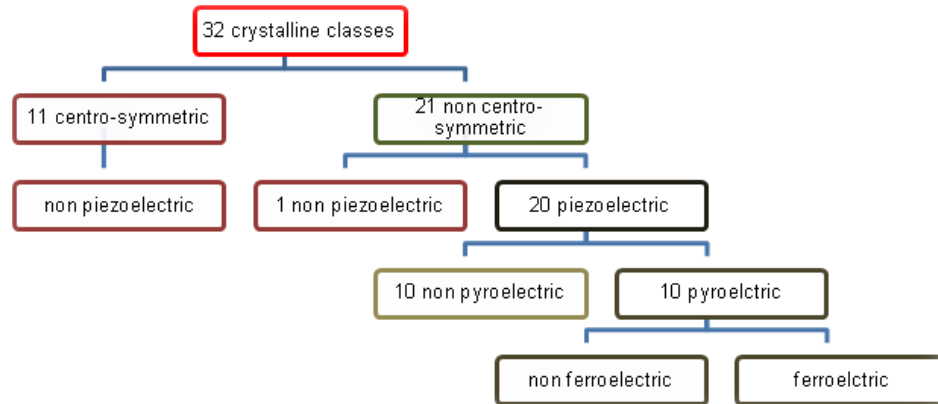 32 crystalline classes
11 centro-symmetric
21 non centro-
symmetric
non piezoelectric
1 non piezoelectric
20 piezoelectric
10 non pyroelectric
10 pyroelctric
non ferroelectric
ferroelctric